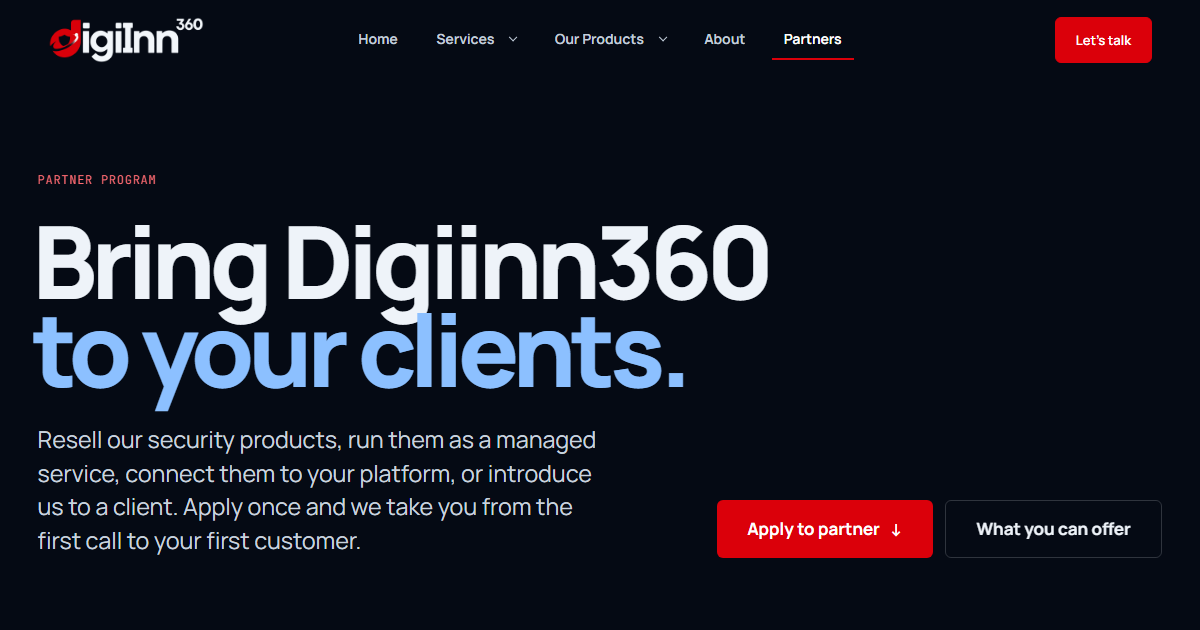 digiInn360
Home Services Our Products About Partners
Let's talk
PARTNER PROGRAM
Bring Digiinn360
to your clients.
Resell our security products, run them as a managed
service, connect them to your platform, or introduce
us to a client. Apply once and we take you from the
first call to your first customer.
Apply to partner ↓
What you can offer